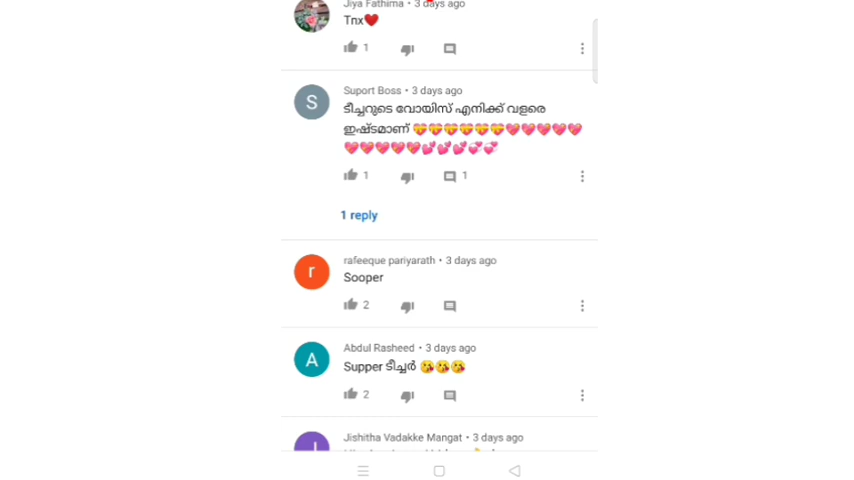 Jiya Fathima • 3 days ago
Tnx❤️
1
S
Suport Boss • 3 days ago
ടീച്ചറുടെ വോയിസ് എനിക്ക് വളരെ
ഇഷ്ടമാണ് 💝💝💝💝💝💝💖💖💖💖💖
💖💖💖💖💖💕💕💕💞💞
1
1
1 reply
r
rafeeque pariyarath • 3 days ago
Sooper
2
A
Abdul Rasheed • 3 days ago
Supper ടീച്ചർ 😘😘😘
2
J
Jishitha Vadakke Mangat • 3 days ago